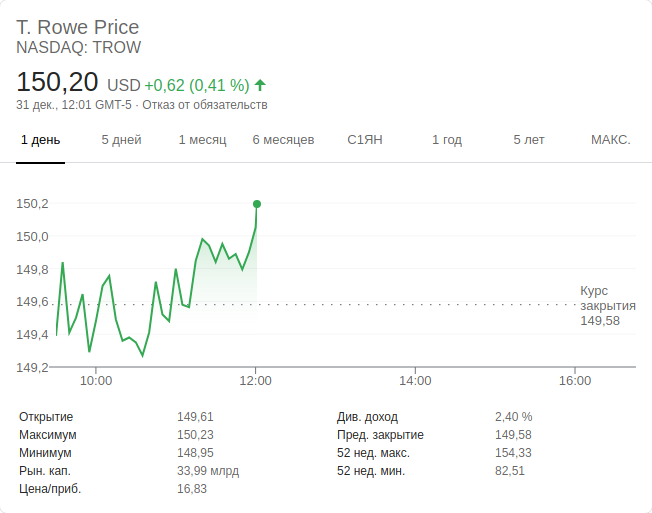 T. Rowe Price
NASDAQ: TROW
150,20 USD +0,62 (0,41 %)
31 дек., 12:01 GMT-5 · Отказ от обязательств
1 день 5 дней 1 месяц 6 месяцев С1ЯН 1 год 5 лет МАКС.
150,2
150,0
149,8
149,6
149,4
149,2
Курс
закрытия
149,58
10:00 12:00 14:00 16:00
Открытие 149,61 Див. доход 2,40 %
Максимум 150,23 Пред. закрытие 149,58
Минимум 148,95 52 нед. макс. 154,33
Рын. кап. 33,99 млрд 52 нед. мин. 82,51
Цена/приб. 16,83